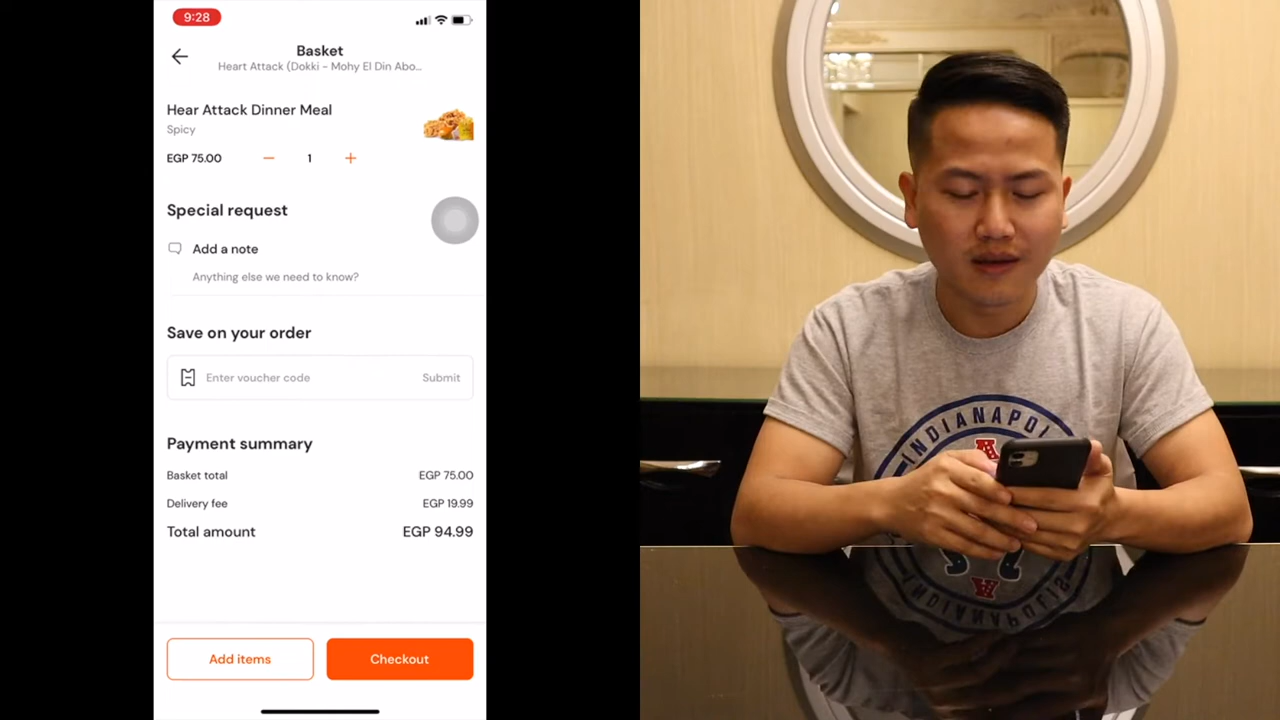 9:28
Basket
Heart Attack (Dokki - Mohy El Din Abo...
Hear Attack Dinner Meal
Spicy
EGP 75.00
1
Special request
Add a note
Anything else we need to know?
Save on your order
Enter voucher code
Submit
Payment summary
Basket total
EGP 75.00
Delivery fee
EGP 19.99
Total amount
EGP 94.99
Add items
Checkout
INDIANAPOL